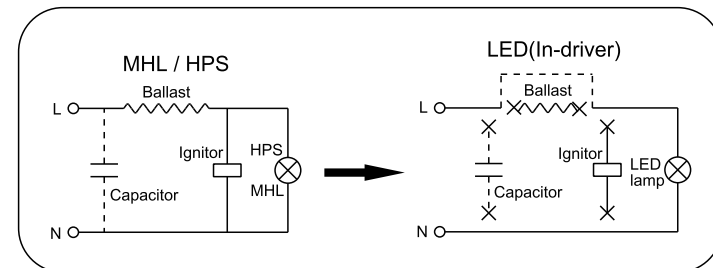 MHL / HPS
Ballast
L
Ignitor
HPS
MHL
Capacitor
N
LED(In-driver)
Ballast
L
Ignitor
LED
lamp
Capacitor
N